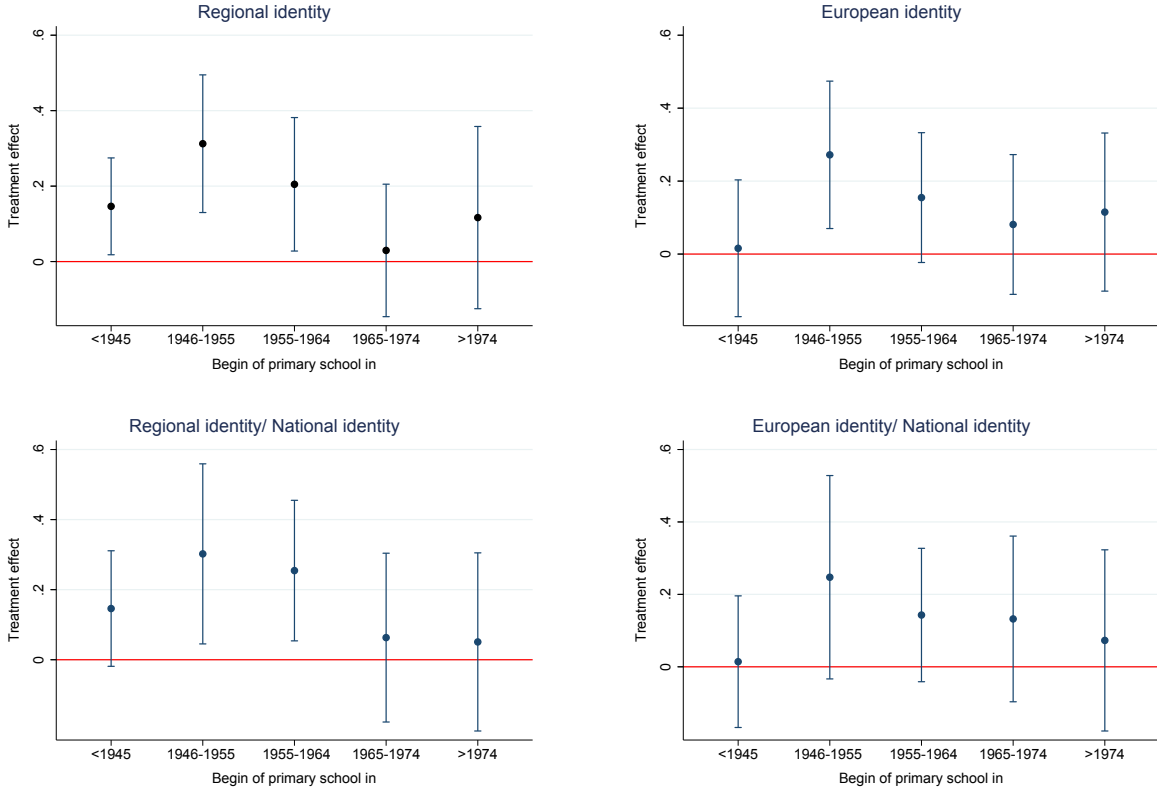 Regional identity
Treatment effect
.6
.4
.2
0
<1945 1946-1955 1955-1964 1965-1974 >1974
Begin of primary school in
European identity
Treatment effect
.6
.4
.2
0
<1945 1946-1955 1955-1964 1965-1974 >1974
Begin of primary school in
Regional identity/ National identity
Treatment effect
.6
.4
.2
0
<1945 1946-1955 1955-1964 1965-1974 >1974
Begin of primary school in
European identity/ National identity
Treatment effect
.6
.4
.2
0
<1945 1946-1955 1955-1964 1965-1974 >1974
Begin of primary school in